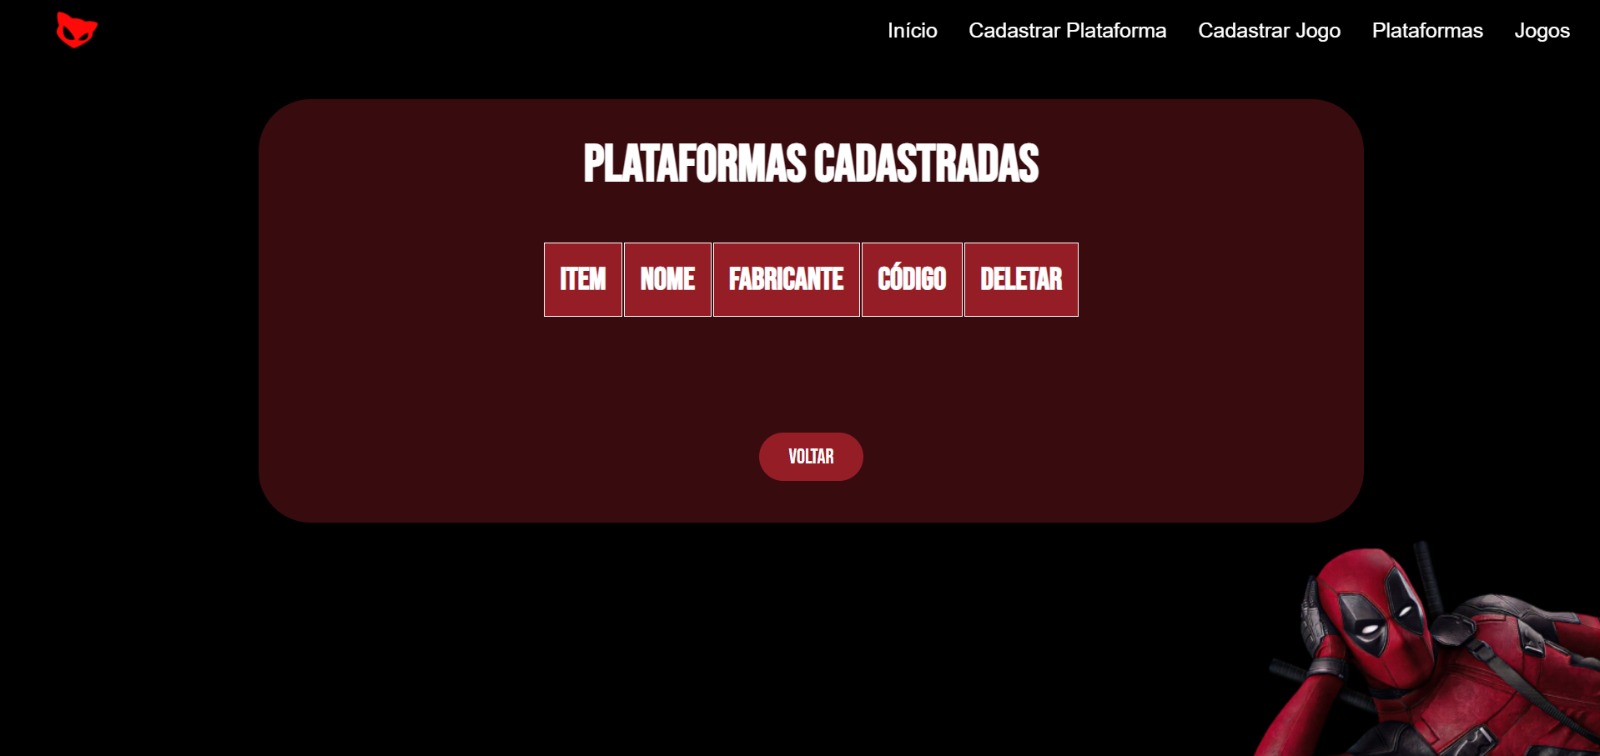 Início Cadastrar Plataforma Cadastrar Jogo Plataformas Jogos
PLATAFORMAS CADASTRADAS
ITEM NOME FABRICANTE CÓDIGO DELETAR
VOLTAR